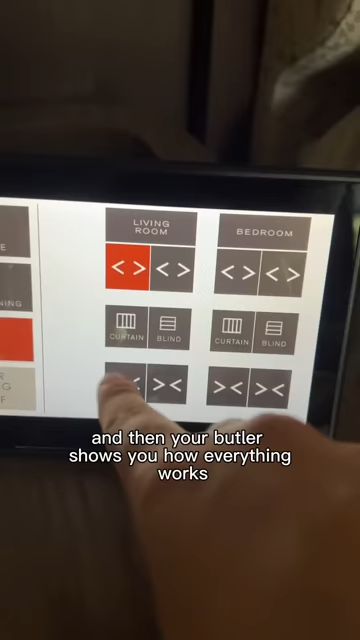 LIVING
ROOM
BEDROOM
< > < > < > < >
CURTAIN BLIND CURTAIN BLIND
> < > < > <
and then your butler
shows you how everything
works